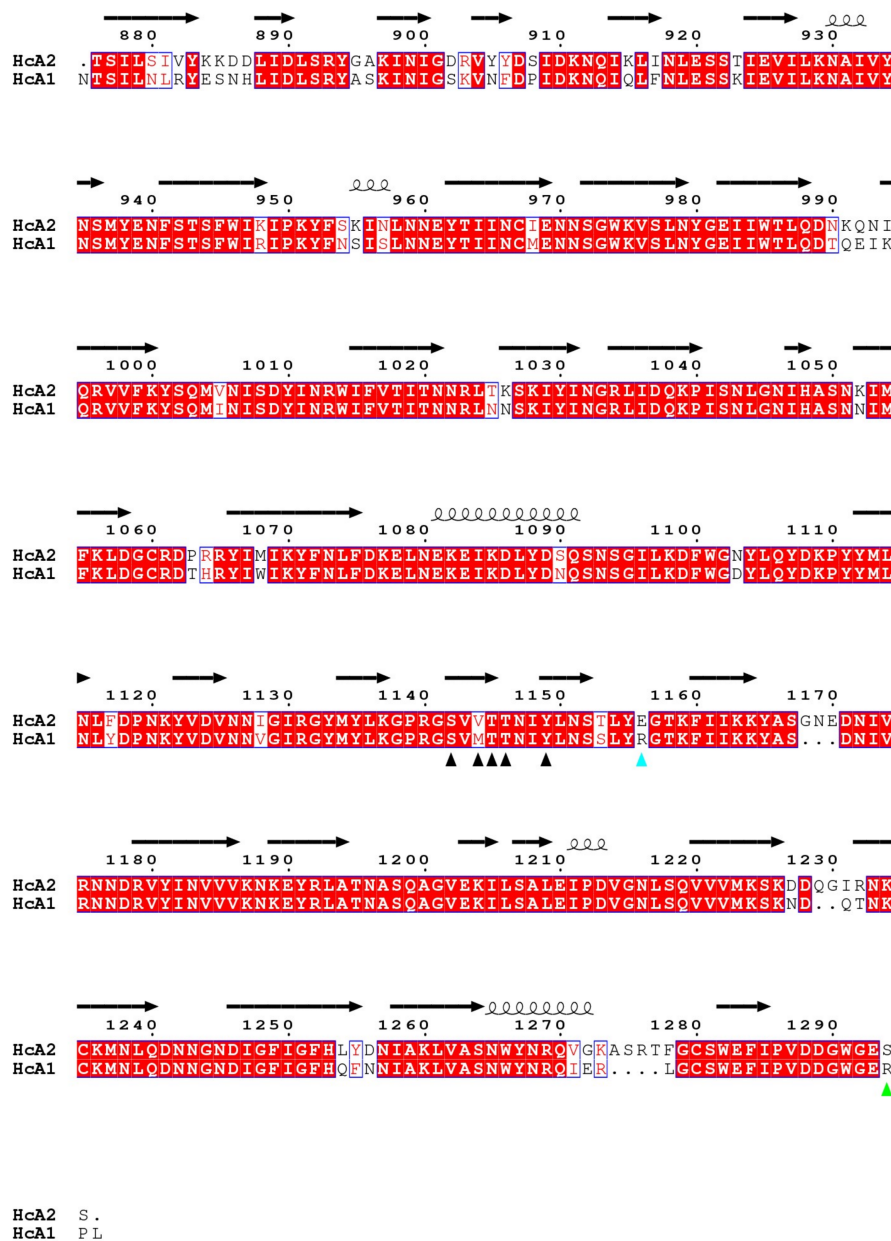 880 890 900 910 920 930
HcA2 .TSILSIVYKKDDLIDLSRYGAKINIGDRVYYDSIDKNQIKLINLESSTIEVILKNAIVY
HcA1 NTSILNLRYESNHLIDLSRYASKINIGSKVNFDPIDKNQIQLFNLESSKIEVILKNAIVY
940 950 960 970 980 990
HcA2 NSMYENFSTSFWIKIPKYFSKINLNNEYTIINCIENNSGWKVSLNYGEIIWTLQDNKQNI
HcA1 NSMYENFSTSFWIRIPKYFNSISLNNEYTIINCMENNSGWKVSLNYGEIIWTLQDTQEIK
1000 1010 1020 1030 1040 1050
HcA2 QRVVFKYSQMVNISDYINRWIFVTITNNRLTKSKIYINGRLIDQKPISNLGNIHASNKIM
HcA1 QRVVFKYSQMINISDYINRWIFVTITNNRLNNSKIYINGRLIDQKPISNLGNIHASNNIM
1060 1070 1080 1090 1100 1110
HcA2 FKLDGCRDPRRYIMIKYFNLFDKELNEKEIKDLYDSQSNSGILKDFWGNYLQYDKPYYML
HcA1 FKLDGCRDTHRYIWIKYFNLFDKELNEKEIKDLYDNQSNSGILKDFWGDYLQYDKPYYML
1120 1130 1140 1150 1160 1170
HcA2 NLFDPNKYVDVNNIGIRGYMYLKGPRGSVVTTNIYLNSTLYEGTKFIIKKYASGNEDNIV
HcA1 NLYDPNKYVDVNNVGIRGYMYLKGPRGSVMTTNIYLNSSLYRGTKFIIKKYAS...DNIV
1180 1190 1200 1210 1220 1230
HcA2 RNNDRVYINVVVKNKEYRLATNASQAGVEKILSALEIPDVGNLSQVVVMKSKDDQGIRNK
HcA1 RNNDRVYINVVVKNKEYRLATNASQAGVEKILSALEIPDVGNLSQVVVMKSKND..QTNK
1240 1250 1260 1270 1280 1290
HcA2 CKMNLQDNNGNDIGFIGFHLYDNIAKLVASNWYNRQVGKASRTFGCSWEFIPVDDGWGES
HcA1 CKMNLQDNNGNDIGFIGFHQFNNIAKLVASNWYNRQIER....LGCSWEFIPVDDGWGER
HcA2 S.
HcA1 PL